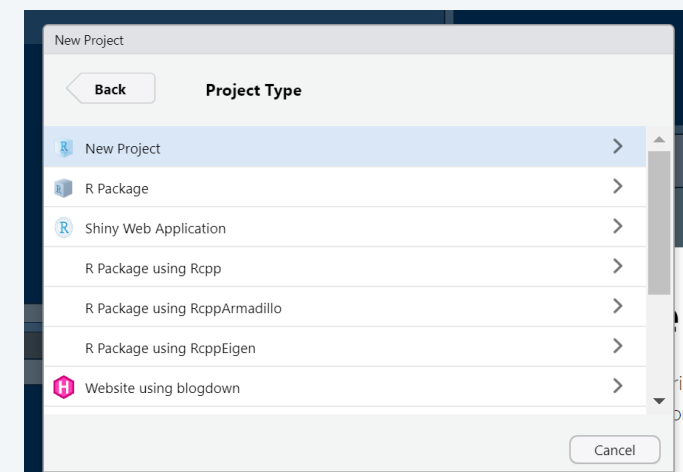 New Project
Back
Project Type
R New Project
R R Package
R Shiny Web Application
R Package using Rcpp
R Package using RcppArmadillo
R Package using RcppEigen
H Website using blogdown
Cancel
e
ri